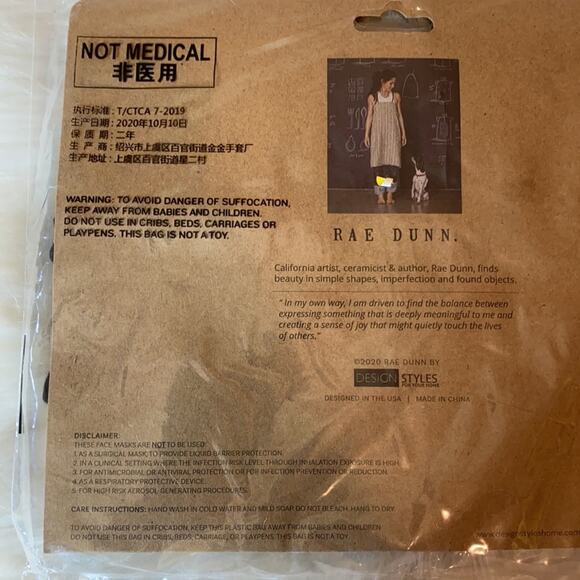 NOT MEDICAL
非医用
执行标准: T/CTCA 7-2019
生产日期: 2020年10月10日
保 质 期: 二年
生 产 商: 绍兴市上虞区百官街道金金手套厂
生产地址: 上虞区百官街道星二村
WARNING: TO AVOID DANGER OF SUFFOCATION,
KEEP AWAY FROM BABIES AND CHILDREN.
DO NOT USE IN CRIBS, BEDS, CARRIAGES OR
PLAYPENS. THIS BAG IS NOT A TOY.
RAE DUNN.
California artist, ceramicist & author, Rae Dunn, finds
beauty in simple shapes, imperfection and found objects.
“In my own way, I am driven to find the balance between
expressing something that is deeply meaningful to me and
creating a sense of joy that might quietly touch the lives
of others.”
©2020 RAE DUNN BY
DESIGN STYLES
FOR YOUR HOME
DESIGNED IN THE USA | MADE IN CHINA
DISCLAIMER:
THESE FACE MASKS ARE NOT TO BE USED:
1. AS A SURGICAL MASK, TO PROVIDE LIQUID BARRIER PROTECTION.
2. IN A CLINICAL SETTING WHERE THE INFECTION RISK LEVEL THROUGH INHALATION EXPOSURE IS HIGH.
3. FOR ANTIMICROBIAL OR ANTIVIRAL PROTECTION OR FOR INFECTION PREVENTION OR REDUCTION.
4. AS A RESPIRATORY PROTECTIVE DEVICE.
5. FOR HIGH RISK AEROSOL GENERATING PROCEDURES.
CARE INSTRUCTIONS: HAND WASH IN COLD WATER AND MILD SOAP. DO NOT BLEACH. HANG TO DRY.
TO AVOID DANGER OF SUFFOCATION, KEEP THIS PLASTIC BAG AWAY FROM BABIES AND CHILDREN.
DO NOT USE THIS BAG IN CRIBS, BEDS, CARRIAGE, OR PLAYPENS. THIS BAG IS NOT A TOY.
www.designstyleshome.com